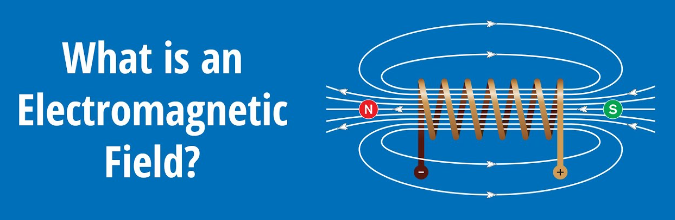 What is an
Electromagnetic
Field?
N
S
-
+